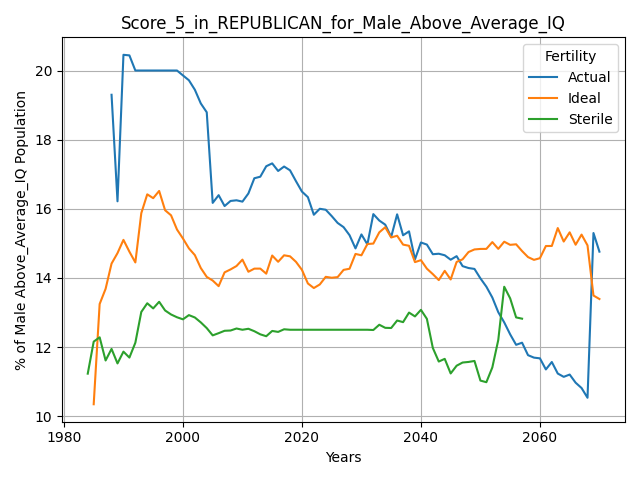 Score_5_in_REPUBLICAN_for_Male_Above_Average_IQ
% of Male Above_Average_IQ Population
20
18
16
14
12
10
Fertility
Actual
Ideal
Sterile
1980
2000
2020
2040
2060
Years